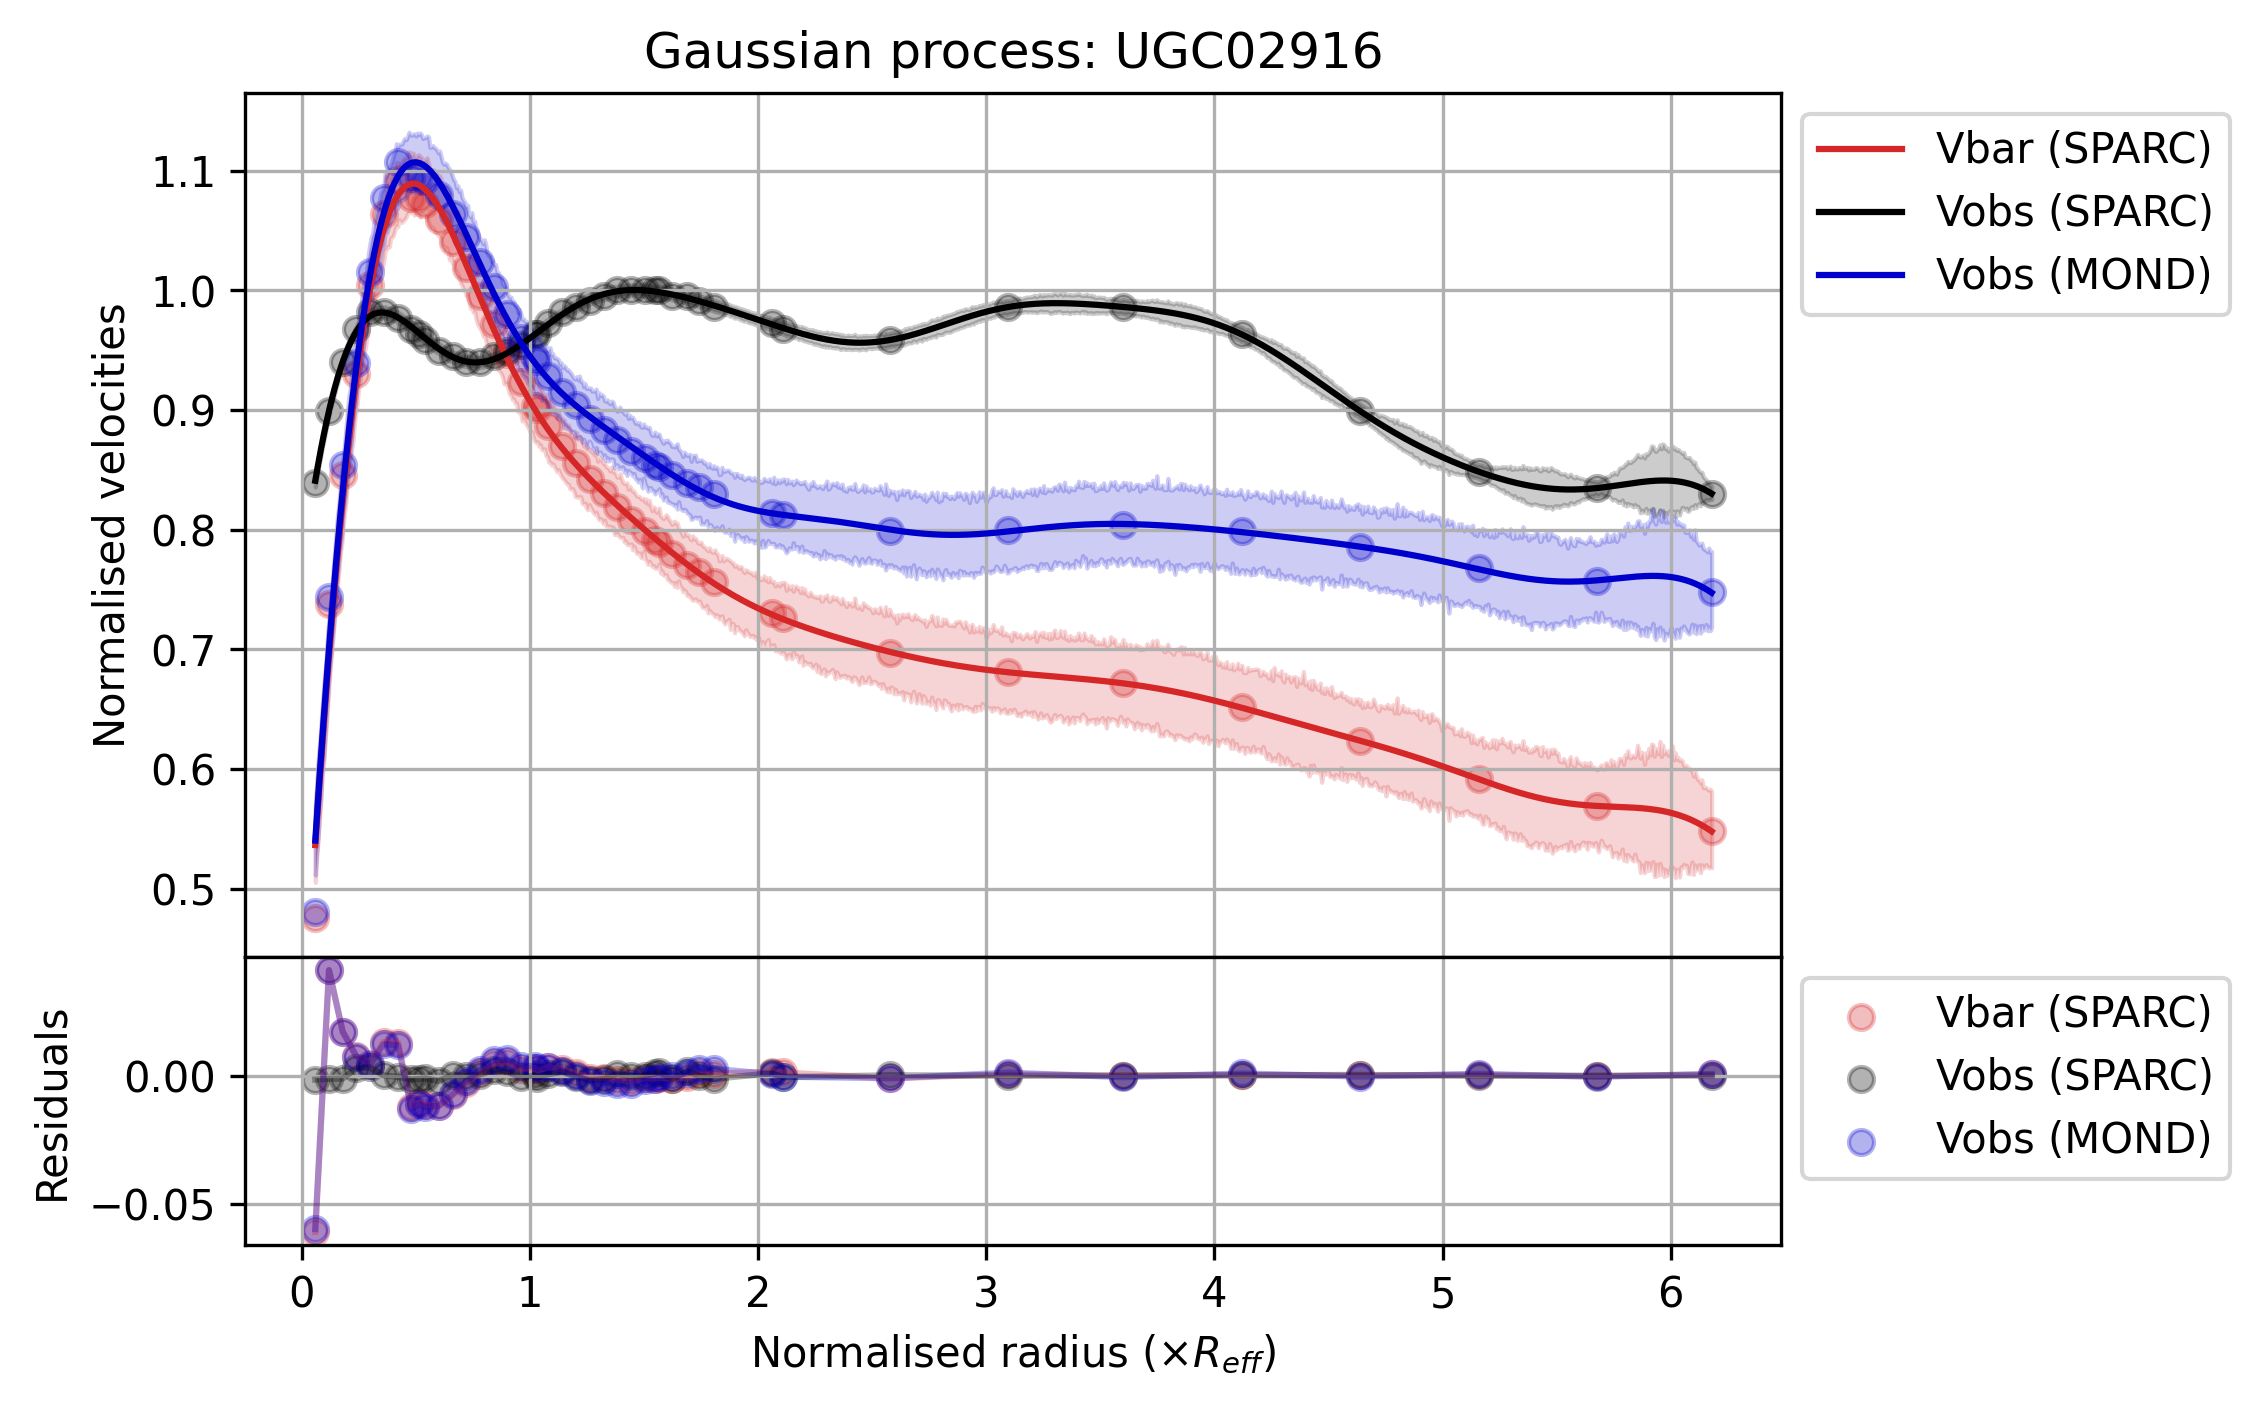 Gaussian process: UGC02916
Normalised velocities
1.1
1.0
0.9
0.8
0.7
0.6
0.5
Vbar (SPARC)
Vobs (SPARC)
Vobs (MOND)
Residuals
0.00
−0.05
Vbar (SPARC)
Vobs (SPARC)
Vobs (MOND)
0 1 2 3 4 5 6
Normalised radius (×R_eff)